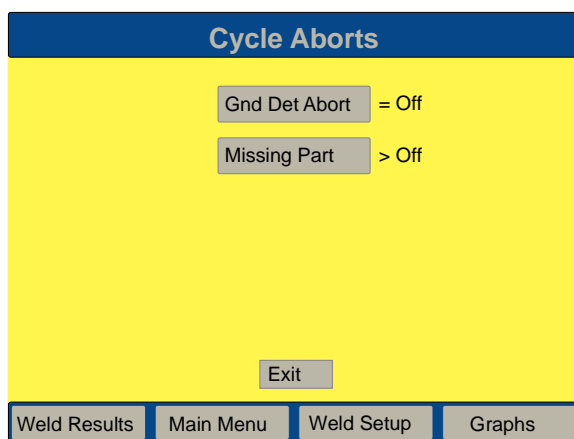 Cycle Aborts
Gnd Det Abort = Off
Missing Part > Off
Exit
Weld Results Main Menu Weld Setup Graphs